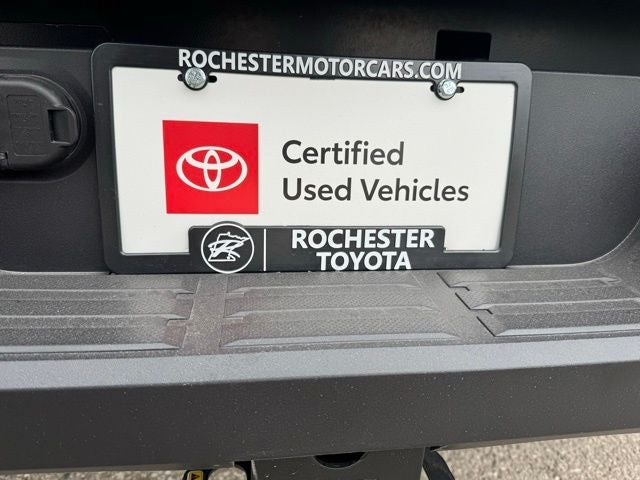 ROCHESTERMOTORCARS.COM
Certified
Used Vehicles
ROCHESTER
TOYOTA